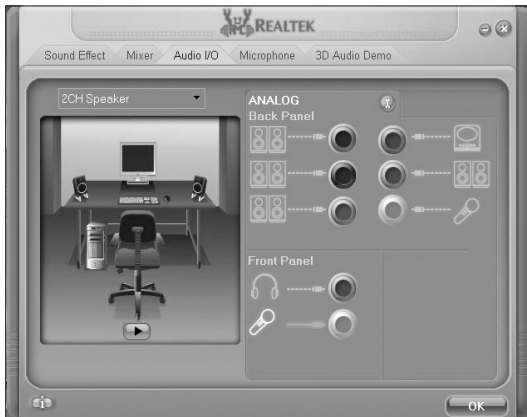 REALTEK
Sound Effect Mixer Audio I/O Microphone 3D Audio Demo
2CH Speaker
ANALOG
Back Panel
Front Panel
OK